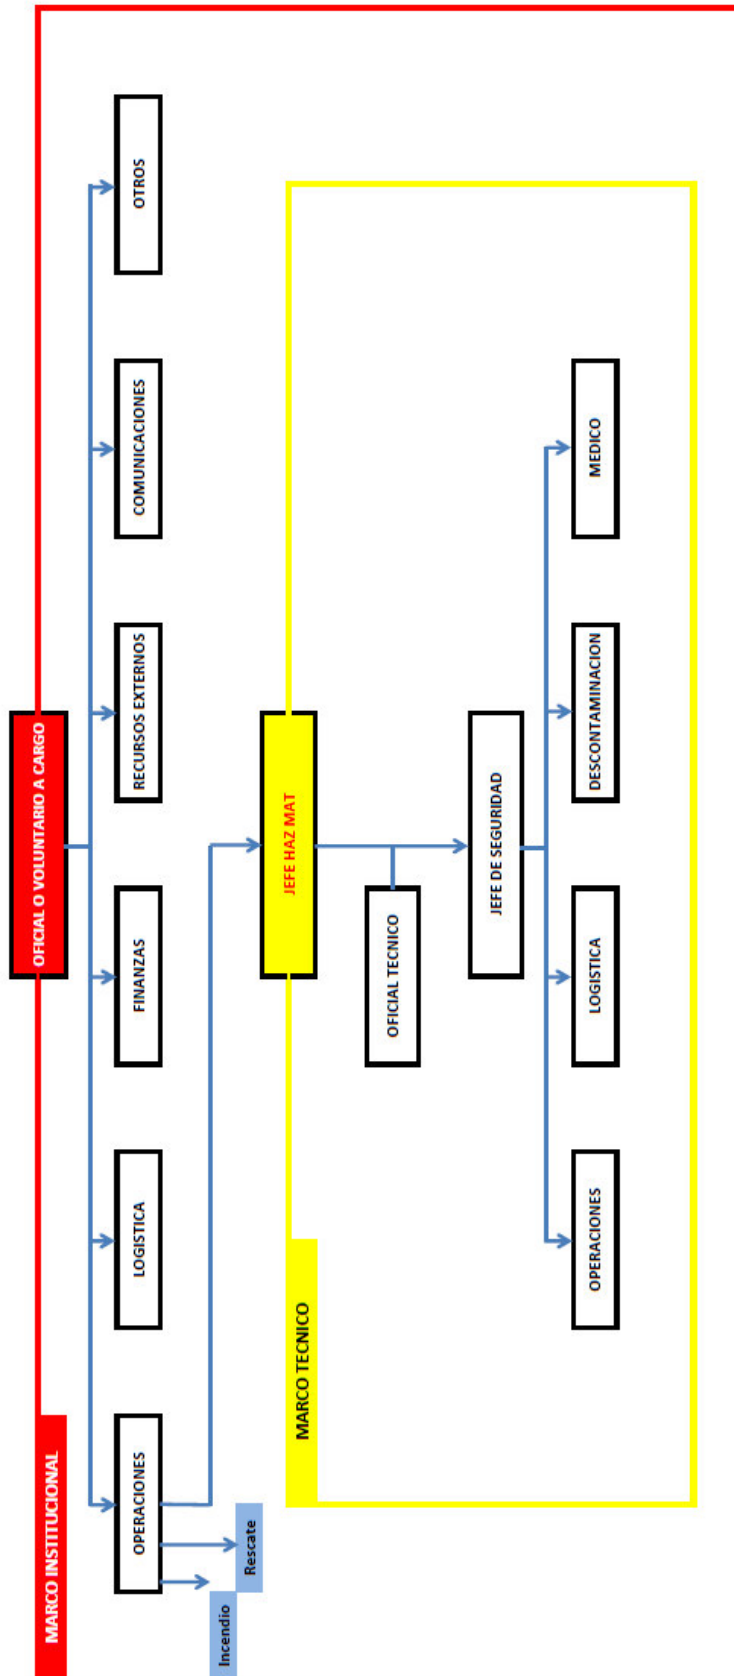 OFICIAL O VOLUNTARIO A CARGO
MARCO INSTITUCIONAL
OPERACIONES
LOGISTICA
FINANZAS
RECURSOS EXTERNOS
COMUNICACIONES
OTROS
Incendio
Rescate
JEFE HAZ MAT
MARCO TECNICO
OFICIAL TECNICO
JEFE DE SEGURIDAD
OPERACIONES
LOGISTICA
DESCONTAMINACION
MEDICO